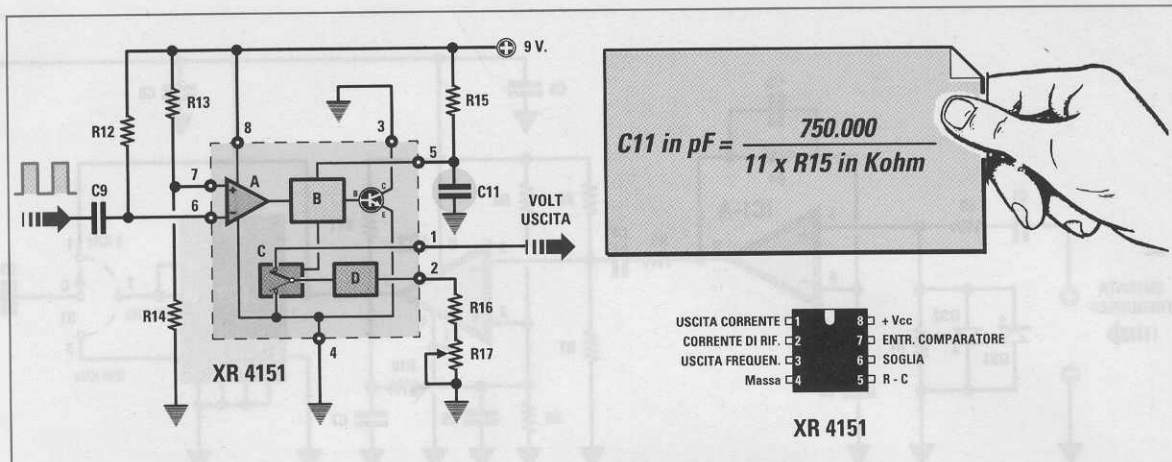 9 V.
R12
R13
R15
8
3
5
7
A
B
B
C
E
C11
6
C9
VOLT
USCITA
1
C
D
2
R16
R14
R17
4
XR 4151
C11 in pF = 750.000
11 x R15 in Kohm
USCITA CORRENTE 1
8 + Vcc
CORRENTE DI RIF. 2
7 ENTR. COMPARATORE
USCITA FREQUEN. 3
6 SOGLIA
Massa 4
5 R - C
XR 4151